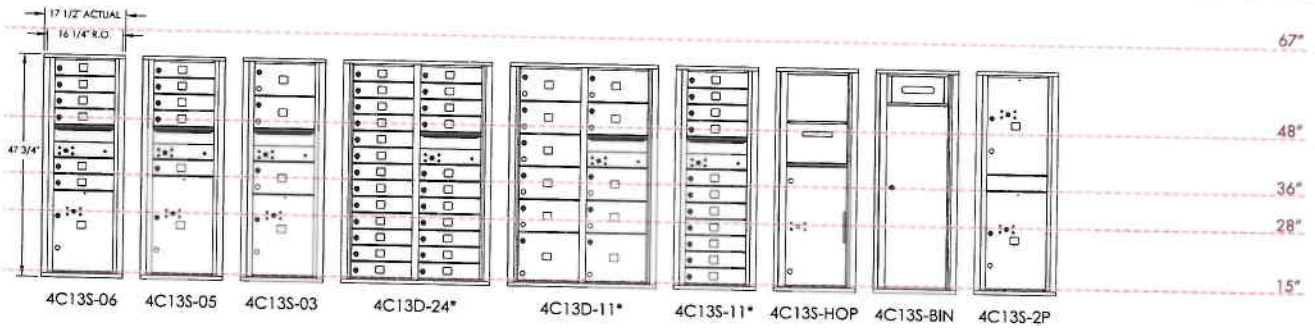 17 1/2" ACTUAL
16 1/4" R.O.
67"
48"
47 3/4"
36"
28"
15"
4C13S-06
4C13S-05
4C13S-03
4C13D-24*
4C13D-11*
4C13S-11*
4C13S-HOP
4C13S-BIN
4C13S-2P